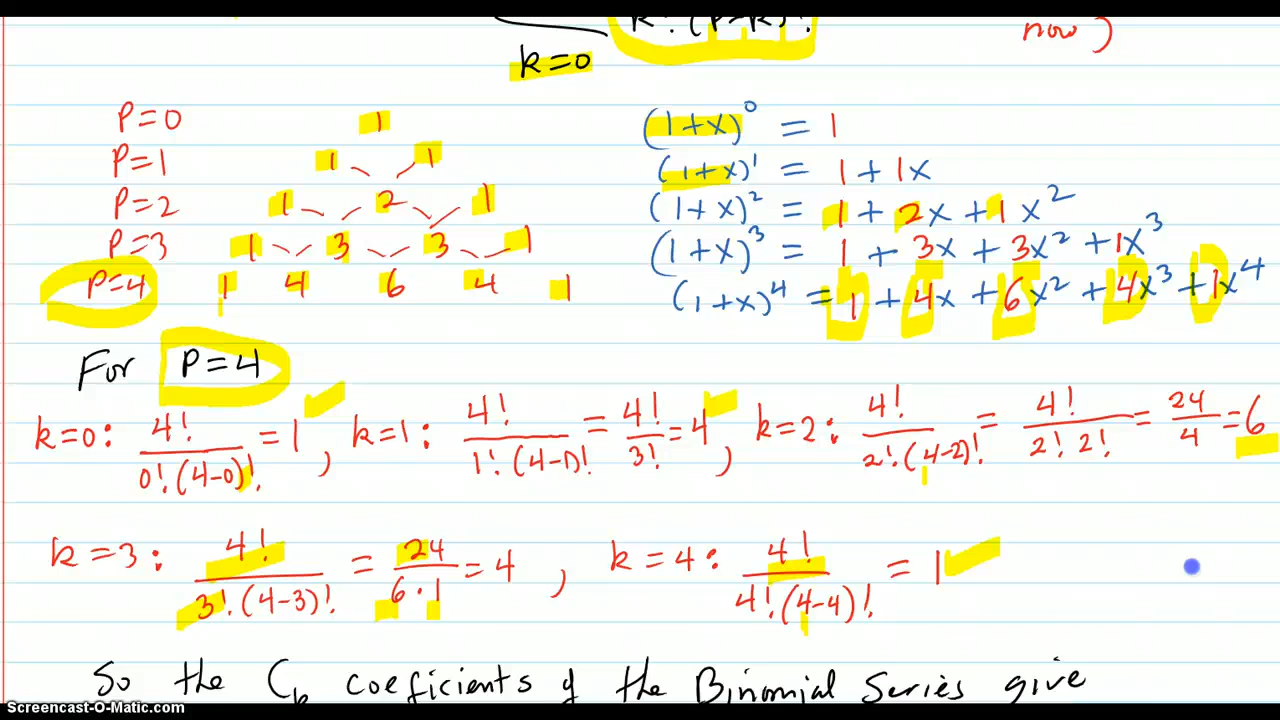 k! (P-k)!
now)
k=0
P=0 1 (1+x)^0 = 1
P=1 1 1 (1+x)^1 = 1 + 1x
P=2 1 2 1 (1+x)^2 = 1 + 2x + 1x^2
P=3 1 3 3 1 (1+x)^3 = 1 + 3x + 3x^2 + 1x^3
P=4 1 4 6 4 1 (1+x)^4 = 1 + 4x + 6x^2 + 4x^3 + 1x^4
For P=4
k=0: 4!/(0!(4-0)!) = 1, k=1: 4!/(1!(4-1)!) = 4!/3! = 4, k=2: 4!/(2!(4-2)!) = 4!/(2! 2!) = 24/4 = 6
k=3: 4!/(3!(4-3)!) = 24/(6·1) = 4, k=4: 4!/(4!(4-4)!) = 1
So the C_k coeficients of the Binomial Series give
Screencast-O-Matic.com